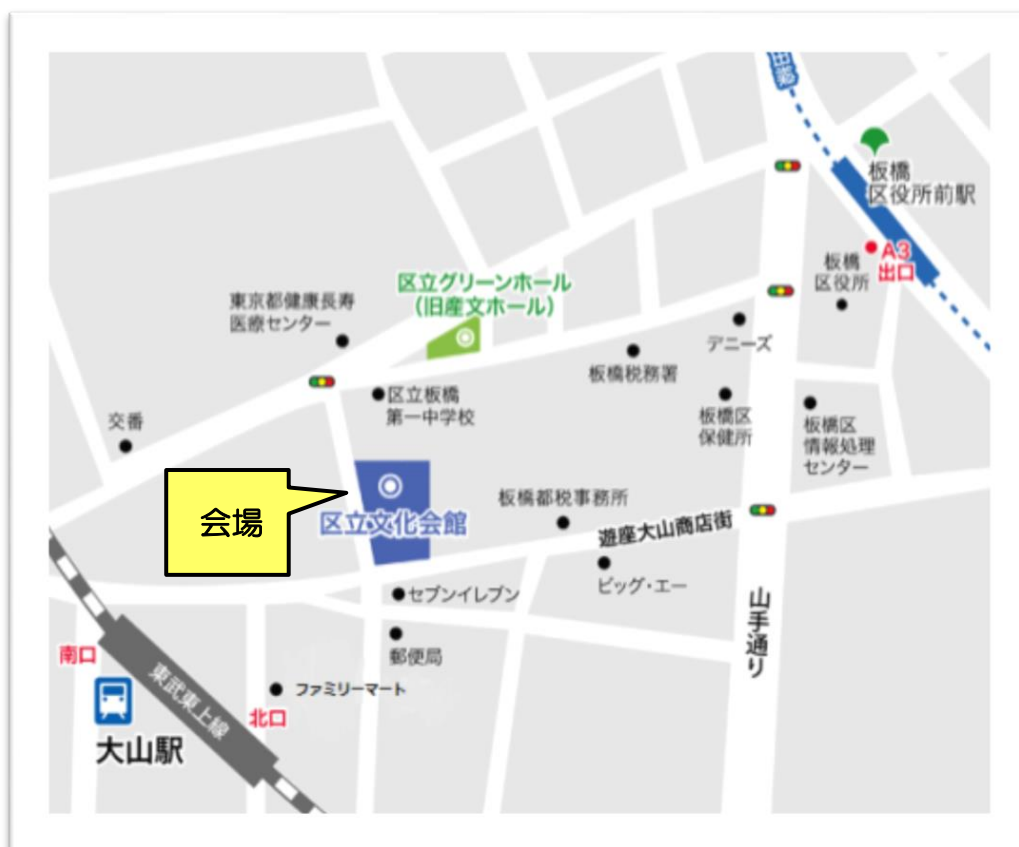 田線
板橋
区役所前駅
A3
出口
板橋
区役所
区立グリーンホール
（旧産文ホール）
東京都健康長寿
医療センター
デニーズ
板橋税務署
区立板橋
第一中学校
板橋区
保健所
板橋区
情報処理
センター
交番
会場
区立文化会館
板橋都税事務所
遊座大山商店街
ビッグ・エー
セブンイレブン
山手通り
郵便局
南口
東武東上線
ファミリーマート
北口
大山駅